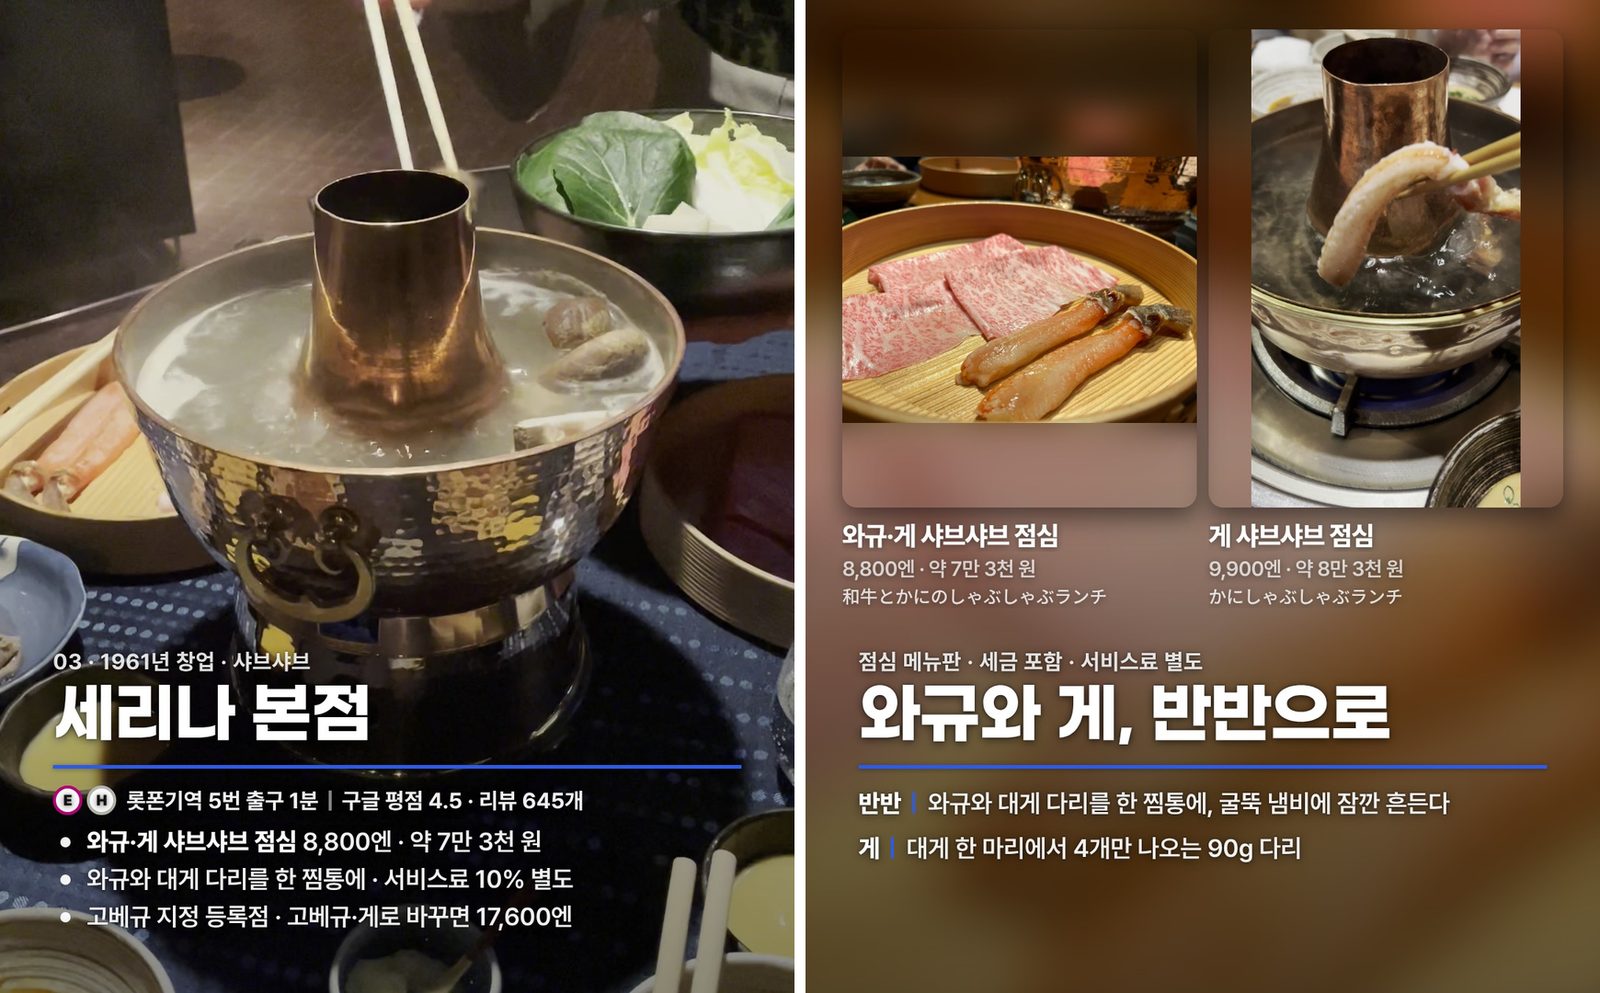 03 · 1961년 창업 · 샤브샤브
세리나 본점
E H 롯폰기역 5번 출구 1분 | 구글 평점 4.5 · 리뷰 645개
• 와규·게 샤브샤브 점심 8,800엔 · 약 7만 3천 원
• 와규와 대게 다리를 한 찜통에 · 서비스료 10% 별도
• 고베규 지정 등록점 · 고베규·게로 바꾸면 17,600엔
와규·게 샤브샤브 점심
8,800엔 · 약 7만 3천 원
和牛とかにのしゃぶしゃぶランチ
게 샤브샤브 점심
9,900엔 · 약 8만 3천 원
かにしゃぶしゃぶランチ
점심 메뉴판 · 세금 포함 · 서비스료 별도
와규와 게, 반반으로
반반 | 와규와 대게 다리를 한 찜통에, 굴뚝 냄비에 잠깐 흔든다
게 | 대게 한 마리에서 4개만 나오는 90g 다리